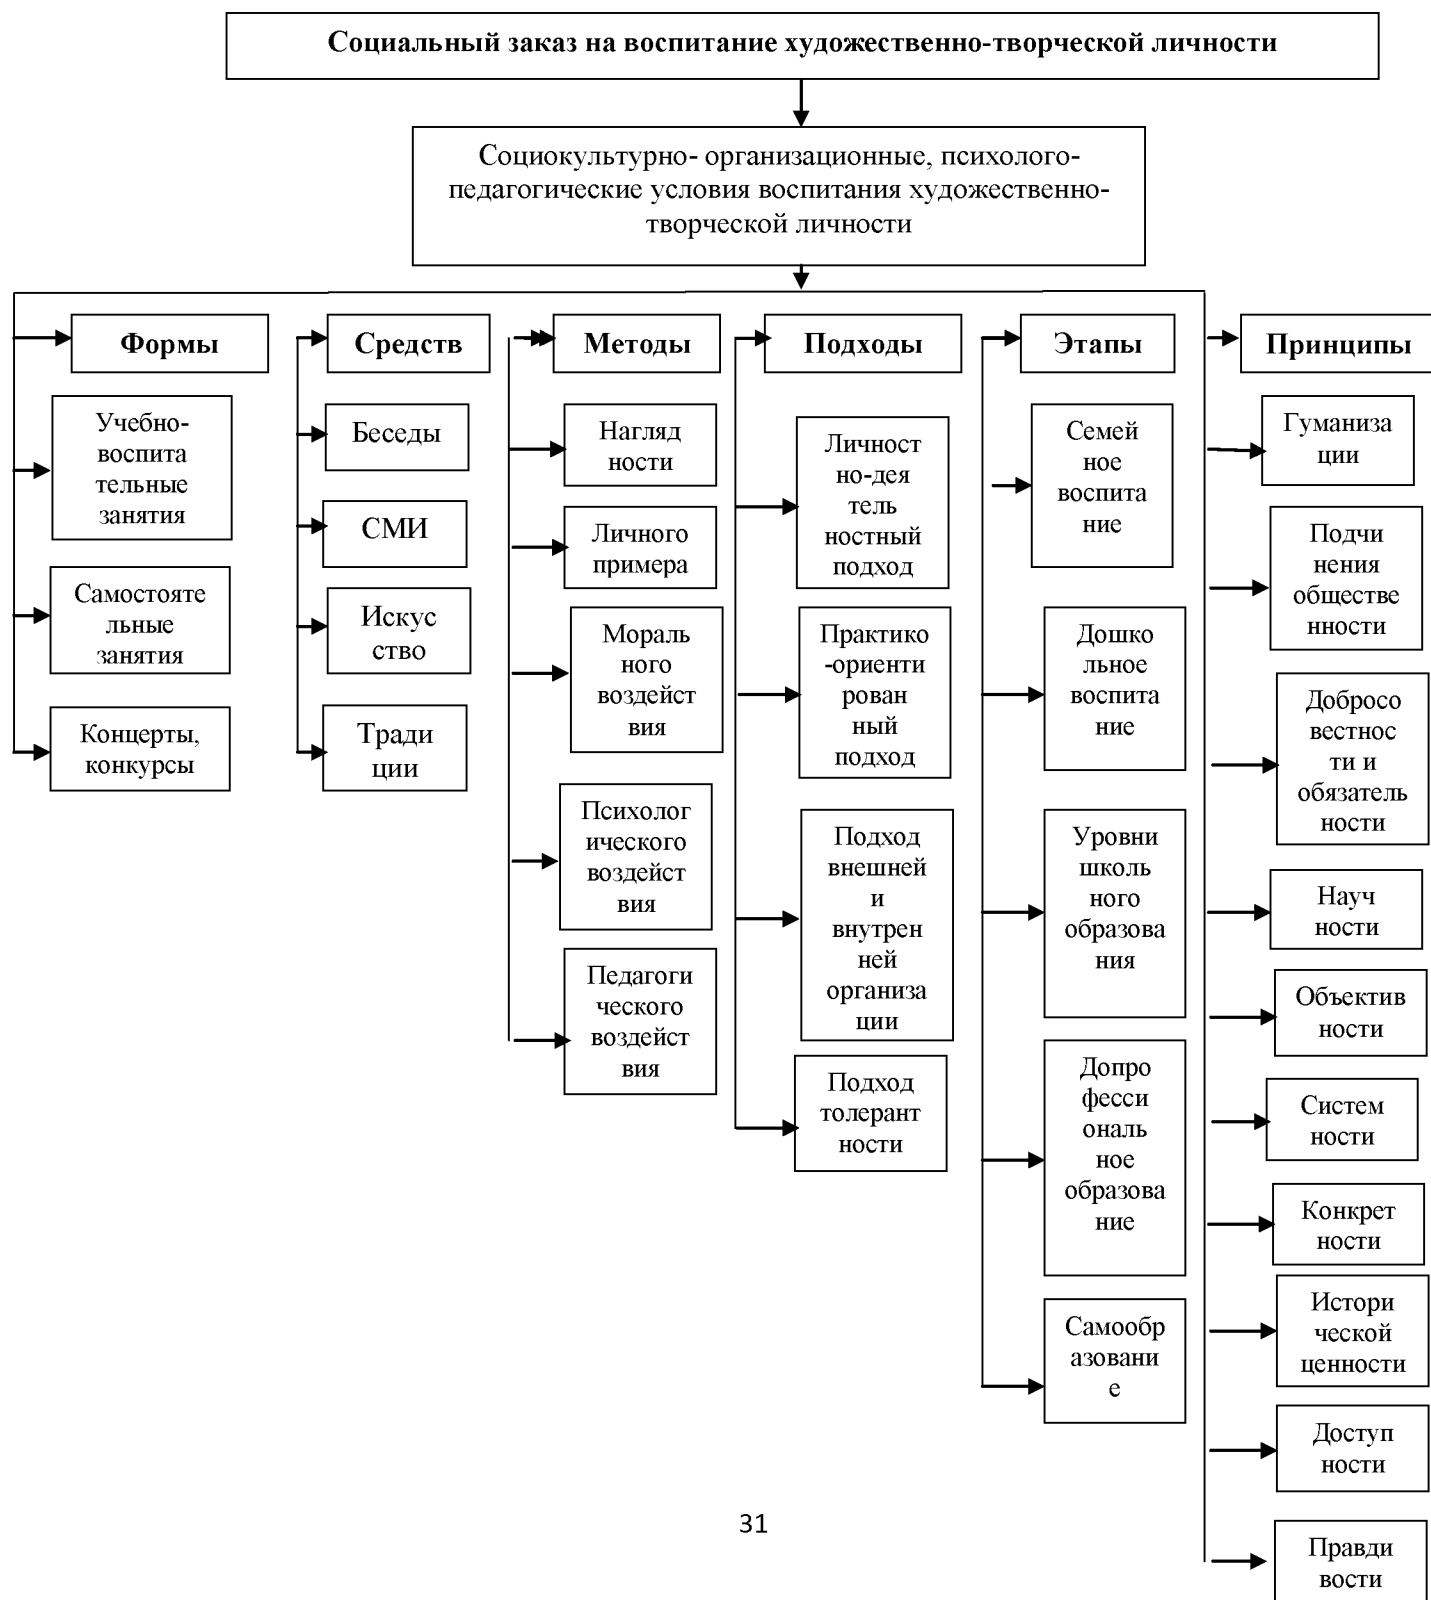 Социальный заказ на воспитание художественно-творческой личности
Социокультурно- организационные, психолого-
педагогические условия воспитания художественно-
творческой личности
Формы
Учебно-
воспита
тельные
занятия
Самостояте
льные
занятия
Концерты,
конкурсы
Средств
Беседы
СМИ
Искус
ство
Тради
ции
Методы
Нагляд
ности
Личного
примера
Мораль
ного
воздейст
вия
Психолог
ического
воздейст
вия
Педагоги
ческого
воздейст
вия
Подходы
Личност
но-дея
тель
ностный
подход
Практико
-ориенти
рован
ный
подход
Подход
внешней
и
внутрен
ней
организа
ции
Подход
толерант
ности
Этапы
Семей
ное
воспита
ние
Дошко
льное
воспита
ние
Уровни
школь
ного
образова
ния
Допро
фесси
ональ
ное
образова
ние
Самообр
азовани
е
Принципы
Гуманиза
ции
Подчи
нения
обществе
нности
Добросо
вестнос
ти и
обязатель
ности
Науч
ности
Объектив
ности
Систем
ности
Конкрет
ности
Истори
ческой
ценности
Доступ
ности
Правди
вости
31